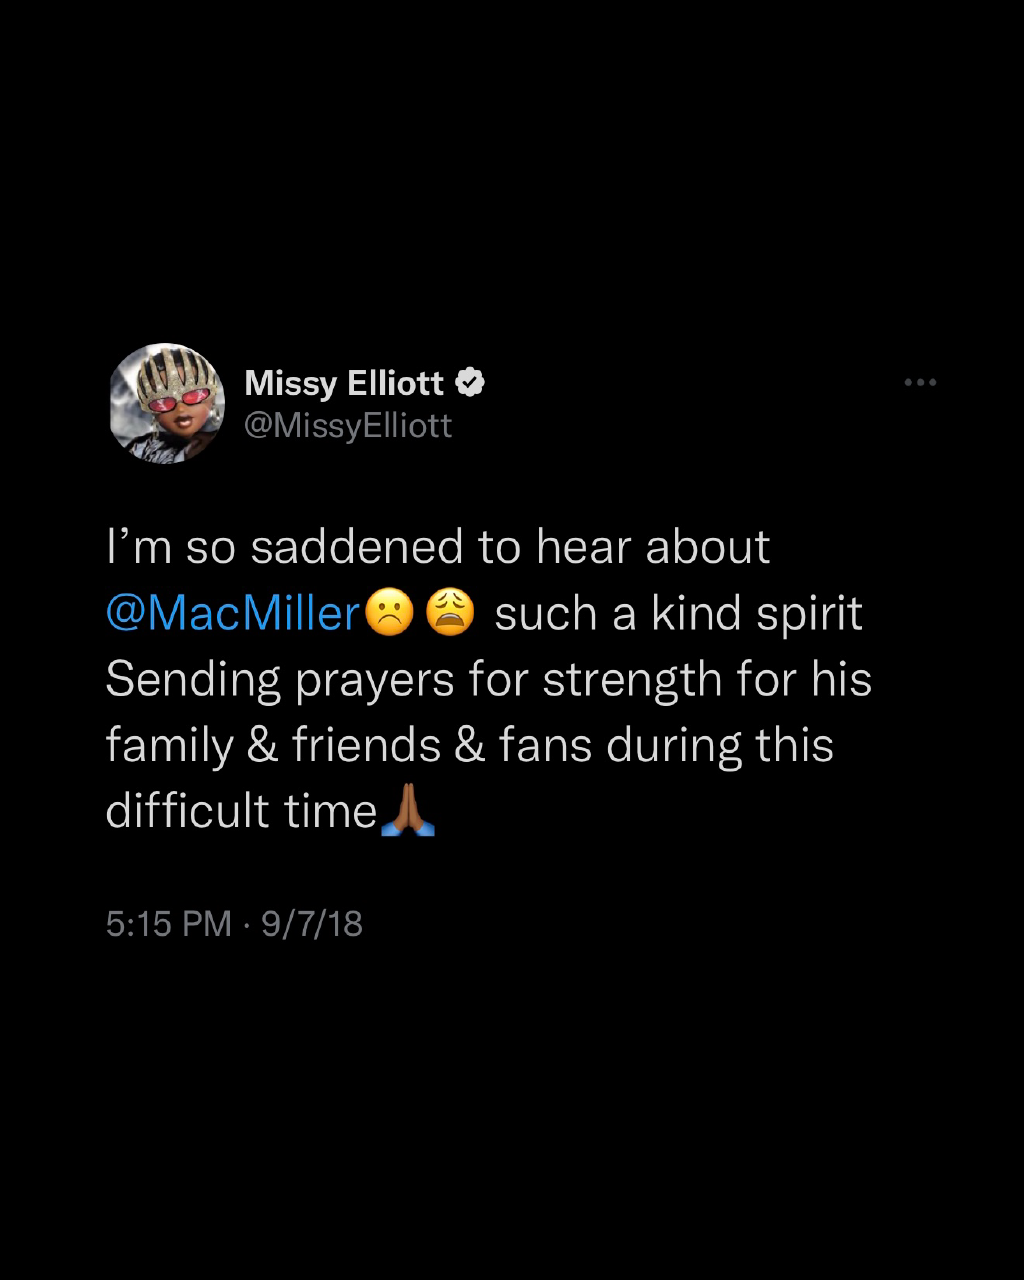 Missy Elliott
@MissyElliott
I’m so saddened to hear about
@MacMiller☹️😩 such a kind spirit
Sending prayers for strength for his
family & friends & fans during this
difficult time🙏🏾
5:15 PM · 9/7/18